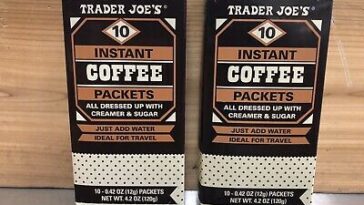 TRADER JOE'S®
10
INSTANT
COFFEE
PACKETS
ALL DRESSED UP WITH
CREAMER & SUGAR
JUST ADD WATER
IDEAL FOR TRAVEL
10 - 0.42 OZ (12g) PACKETS
NET WT. 4.2 OZ (120g)
TRADER JOE'S®
10
INSTANT
COFFEE
PACKETS
ALL DRESSED UP WITH
CREAMER & SUGAR
JUST ADD WATER
IDEAL FOR TRAVEL
10 - 0.42 OZ (12g) PACKETS
NET WT. 4.2 OZ (120g)